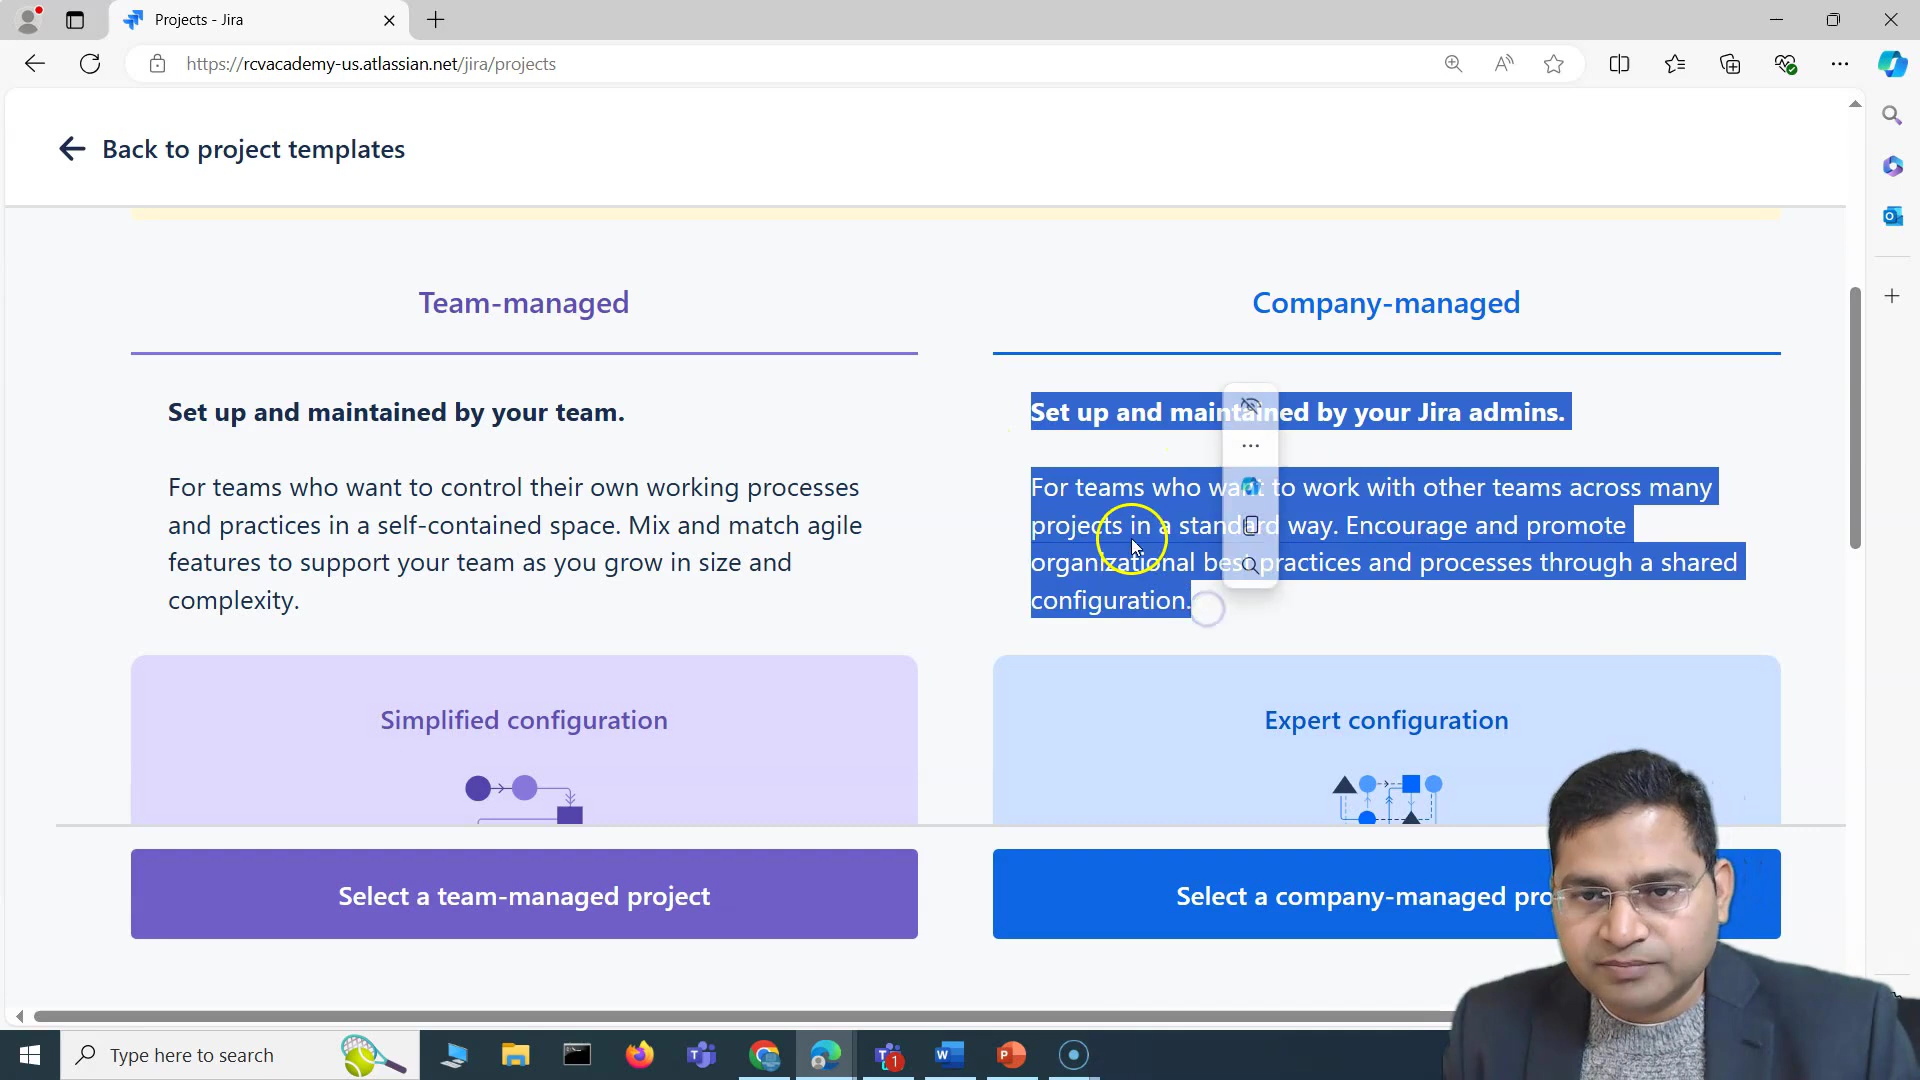 Projects - Jira
https://rcvacademy-us.atlassian.net/jira/projects
Back to project templates
Team-managed
Company-managed
Set up and maintained by your team.
For teams who want to control their own working processes
and practices in a self-contained space. Mix and match agile
features to support your team as you grow in size and
complexity.
Set up and maintained by your Jira admins.
For teams who want to work with other teams across many
projects in a standard way. Encourage and promote
organizational best practices and processes through a shared
configuration.
Simplified configuration
Expert configuration
Select a team-managed project
Select a company-managed pro
Type here to search
1